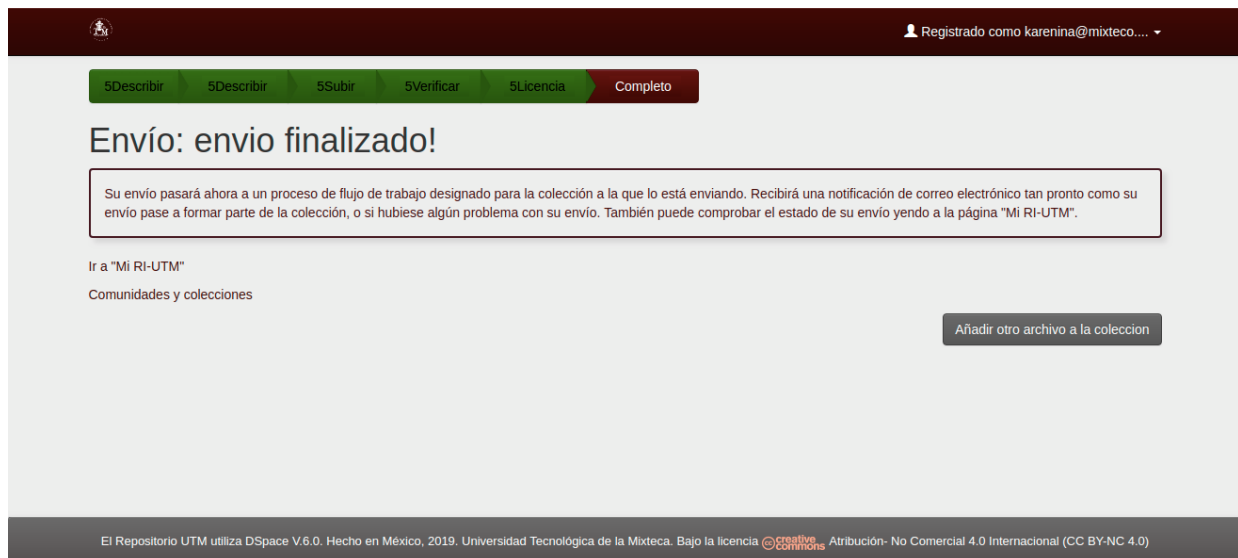 Registrado como karenina@mixteco....
5Describir 5Describir 5Subir 5Verificar 5Licencia Completo
Envío: envio finalizado!
Su envío pasará ahora a un proceso de flujo de trabajo designado para la colección a la que lo está enviando. Recibirá una notificación de correo electrónico tan pronto como su
envío pase a formar parte de la colección, o si hubiese algún problema con su envío. También puede comprobar el estado de su envío yendo a la página "Mi RI-UTM".
Ir a "Mi RI-UTM"
Comunidades y colecciones
Añadir otro archivo a la coleccion
El Repositorio UTM utiliza DSpace V.6.0. Hecho en México, 2019. Universidad Tecnológica de la Mixteca. Bajo la licencia cc creative commons Atribución- No Comercial 4.0 Internacional (CC BY-NC 4.0)